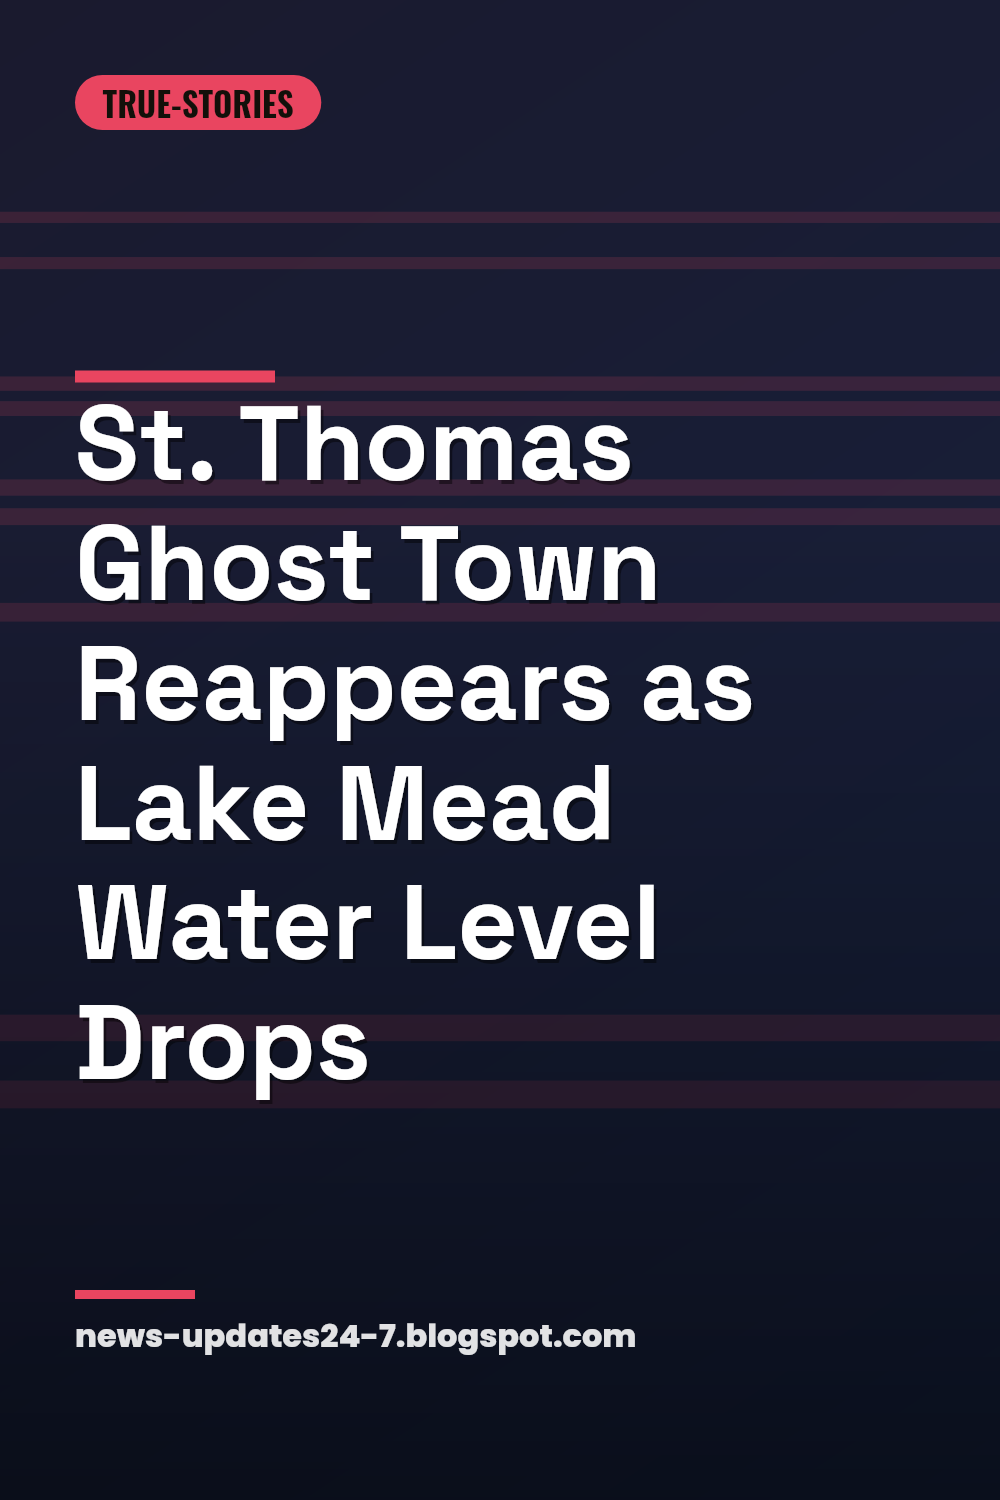 TRUE-STORIES
St. Thomas
Ghost Town
Reappears as
Lake Mead
Water Level
Drops
news-updates24-7.blogspot.com